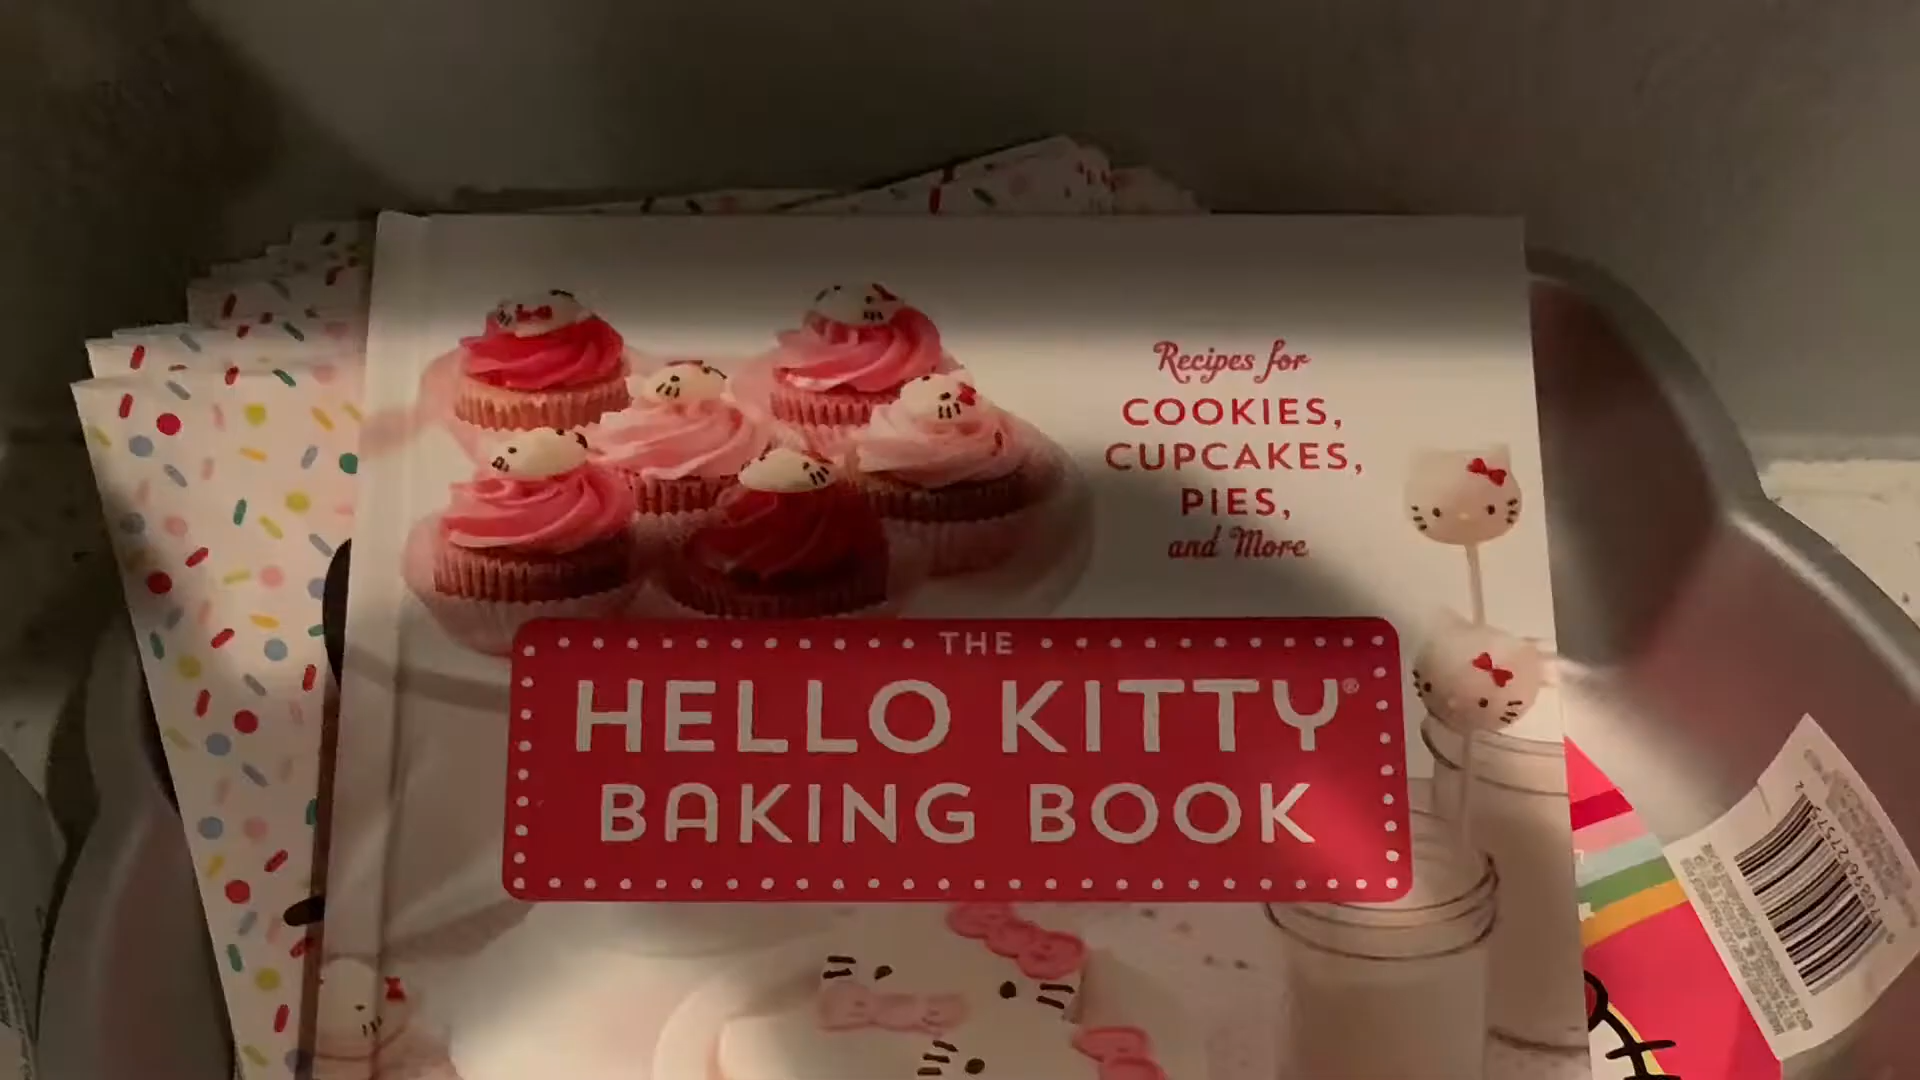 Recipes for
COOKIES,
CUPCAKES,
PIES,
and More
THE
HELLO KITTY®
BAKING BOOK